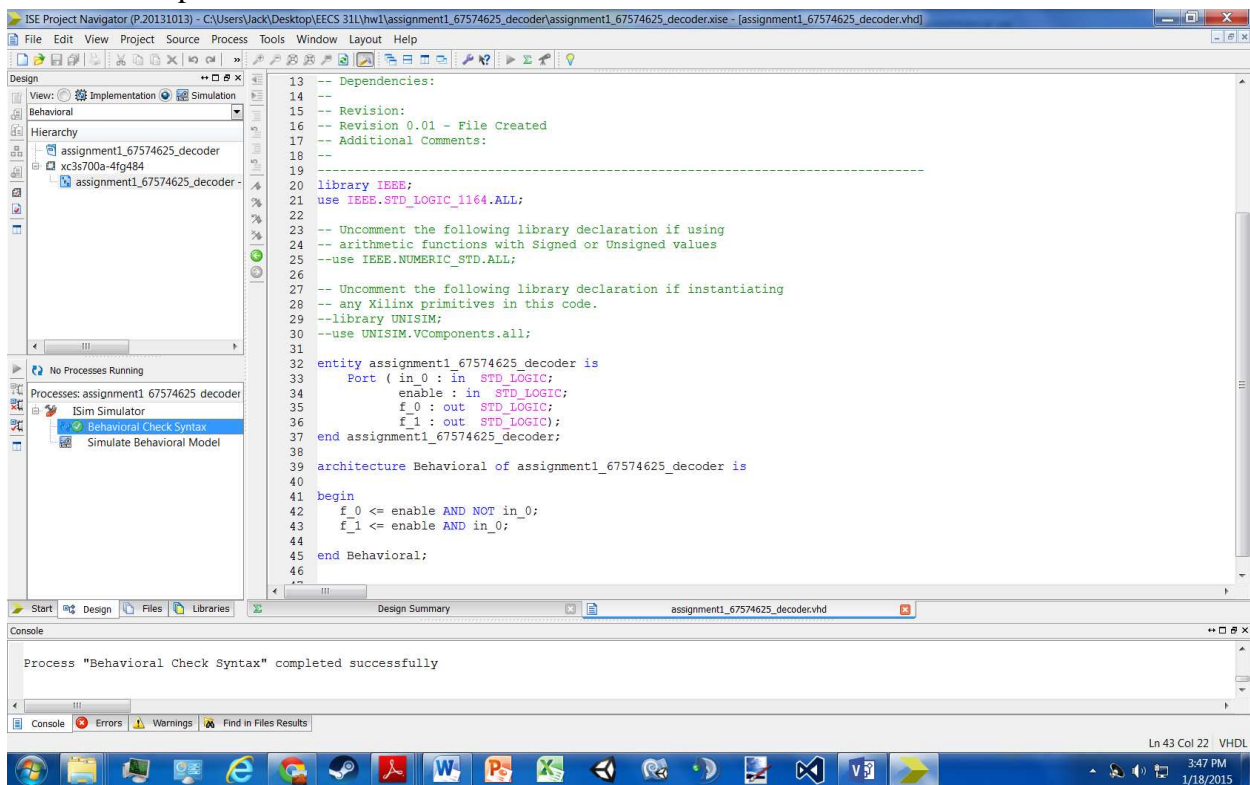 ISE Project Navigator (P.20131013) - C:\Users\Jack\Desktop\EECS 31L\hw1\assignment1_67574625_decoder\assignment1_67574625_decoder.xise - [assignment1_67574625_decoder.vhd]
File Edit View Project Source Process Tools Window Layout Help
Design
View: Implementation Simulation
Behavioral
Hierarchy
assignment1_67574625_decoder
xc3s700a-4fg484
assignment1_67574625_decoder -
No Processes Running
Processes: assignment1 67574625 decoder
ISim Simulator
Behavioral Check Syntax
Simulate Behavioral Model
Start Design Files Libraries
13 -- Dependencies:
14 --
15 -- Revision:
16 -- Revision 0.01 - File Created
17 -- Additional Comments:
18 --
19 ----------------------------------------------------------------------------------
20 library IEEE;
21 use IEEE.STD_LOGIC_1164.ALL;
22
23 -- Uncomment the following library declaration if using
24 -- arithmetic functions with Signed or Unsigned values
25 --use IEEE.NUMERIC_STD.ALL;
26
27 -- Uncomment the following library declaration if instantiating
28 -- any Xilinx primitives in this code.
29 --library UNISIM;
30 --use UNISIM.VComponents.all;
31
32 entity assignment1_67574625_decoder is
33 Port ( in_0 : in STD_LOGIC;
34 enable : in STD_LOGIC;
35 f_0 : out STD_LOGIC;
36 f_1 : out STD_LOGIC);
37 end assignment1_67574625_decoder;
38
39 architecture Behavioral of assignment1_67574625_decoder is
40
41 begin
42 f_0 <= enable AND NOT in_0;
43 f_1 <= enable AND in_0;
44
45 end Behavioral;
46
Design Summary assignment1_67574625_decoder.vhd
Console
Process "Behavioral Check Syntax" completed successfully
Console Errors Warnings Find in Files Results
Ln 43 Col 22 VHDL
3:47 PM
1/18/2015